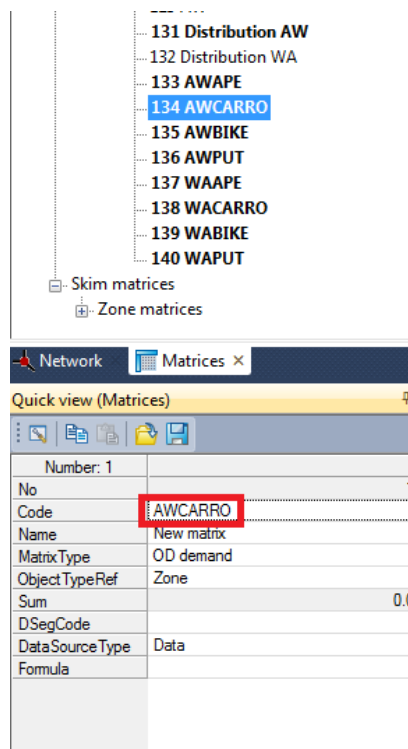 131 Distribution AW
132 Distribution WA
133 AWAPE
134 AWCARRO
135 AWBIKE
136 AWPUT
137 WAAPE
138 WACARRO
139 WABIKE
140 WAPUT
Skim matrices
Zone matrices
Network
Matrices ×
Quick view (Matrices)
Number: 1
No
Code AWCARRO
Name New matrix
MatrixType OD demand
ObjectTypeRef Zone
Sum
DSegCode
DataSourceType Data
Formula